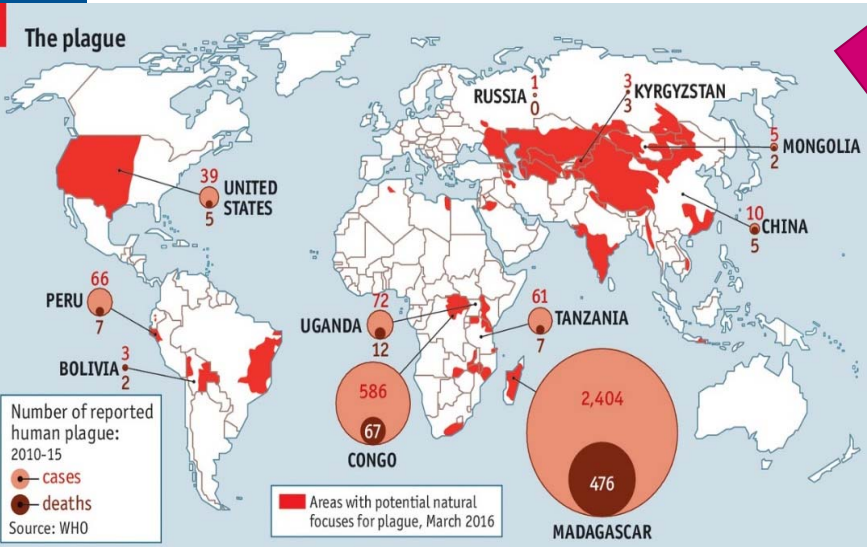 The plague
RUSSIA
1
0
3
KYRGYZSTAN
3
5
MONGOLIA
2
10
CHINA
5
39
UNITED
STATES
5
66
PERU
7
BOLIVIA
3
2
72
UGANDA
12
61
TANZANIA
7
586
67
CONGO
2,404
476
MADAGASCAR
Number of reported
human plague:
2010-15
cases
deaths
Source: WHO
Areas with potential natural
focuses for plague, March 2016